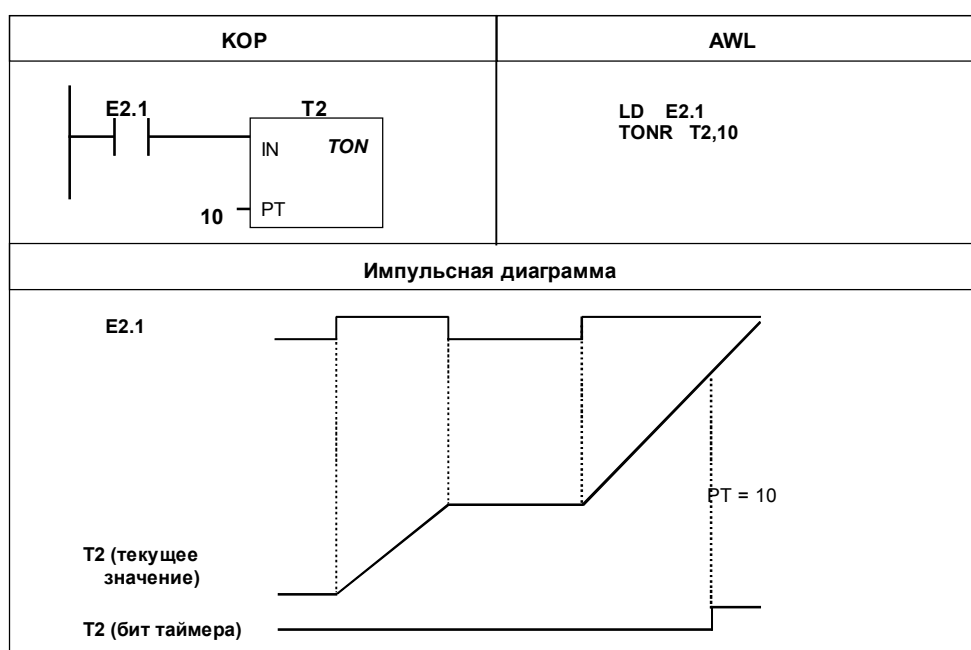 KOP
AWL
E2.1
T2
IN TON
10 PT
LD E2.1
TONR T2,10
Импульсная диаграмма
E2.1
PT = 10
T2 (текущее
значение)
T2 (бит таймера)